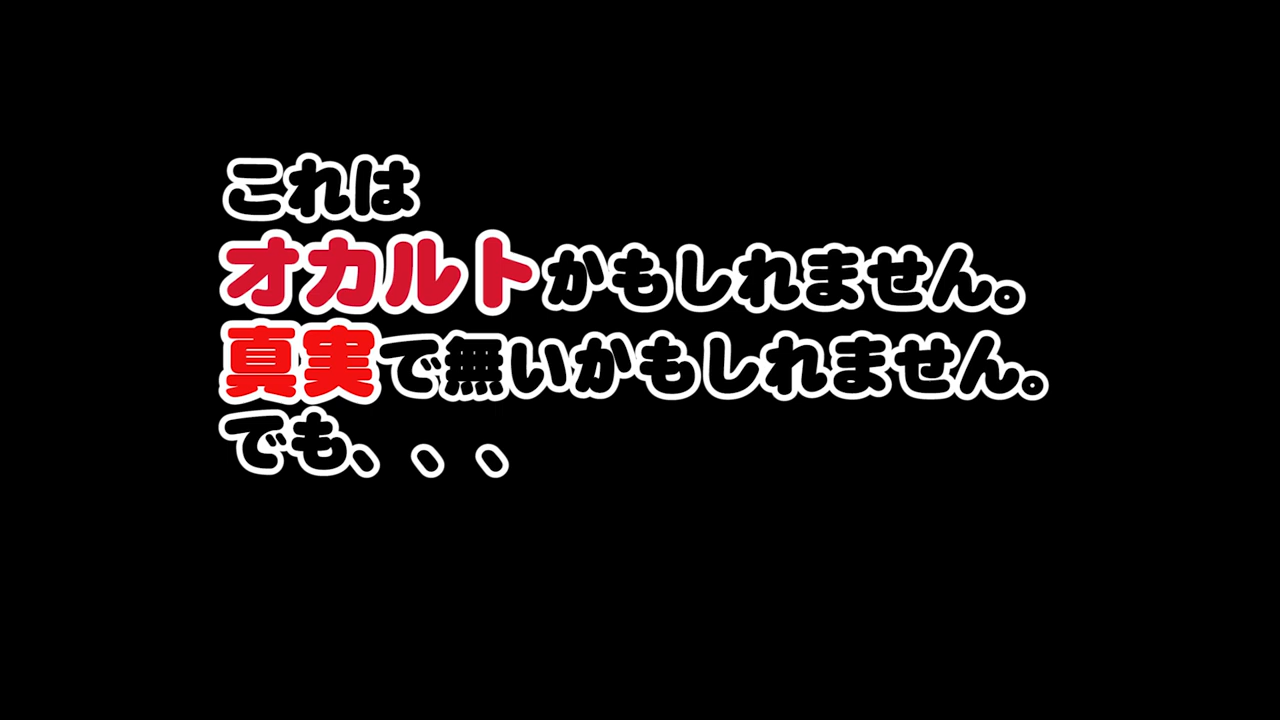 これは
オカルトかもしれません。
真実で無いかもしれません。
でも、、、